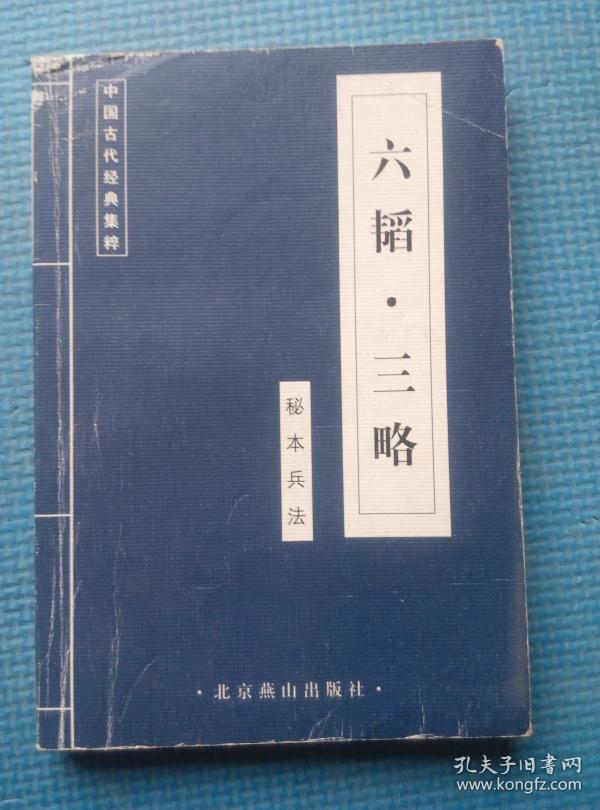 六韬·三略
秘本兵法
中国古代经典集粹
·北京燕山出版社·
孔夫子旧书网
www.kongfz.com